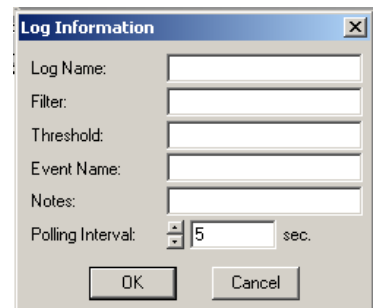 Log Information
Log Name:
Filter:
Threshold:
Event Name:
Notes:
Polling Interval: 5 sec.
OK Cancel